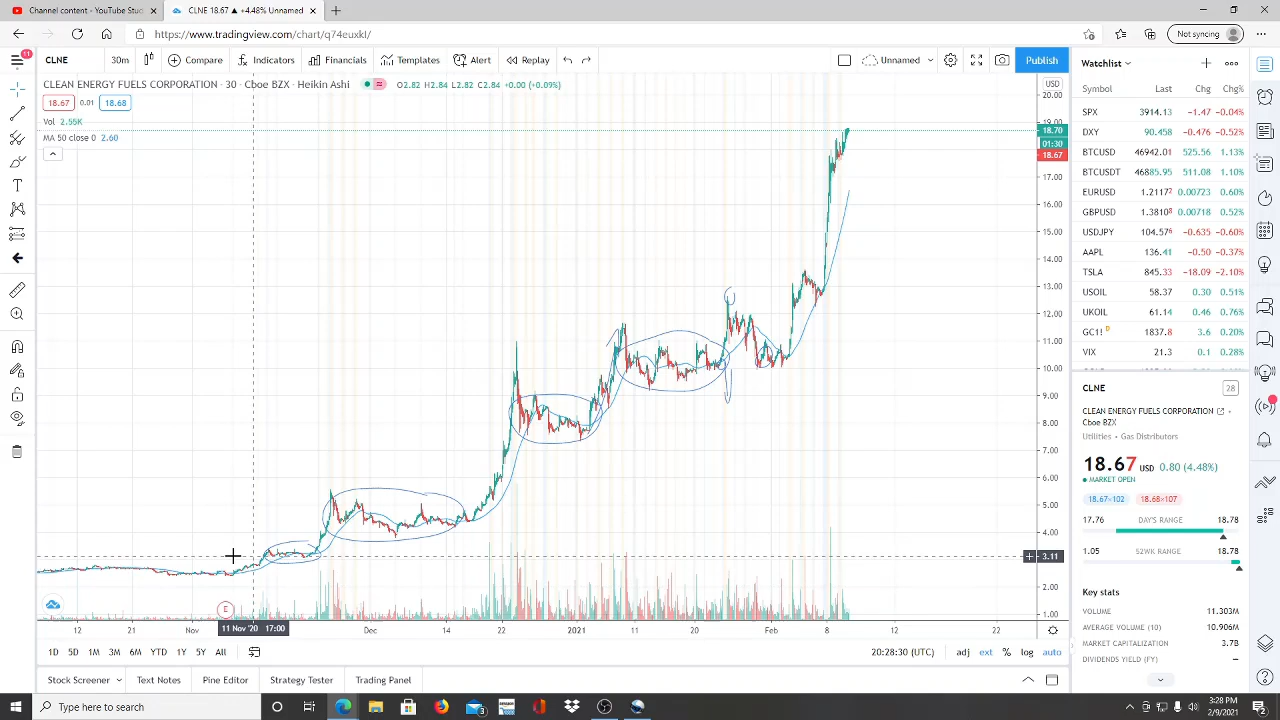 Channel content - YouTube Studio
CLNE 18.67 ▲ +4.48% Unnamed
https://www.tradingview.com/chart/q74euxkl/
Not syncing
11
CLNE 30m Compare Indicators Financials Templates Alert Replay Unnamed Publish
CLEAN ENERGY FUELS CORPORATION · 30 · Cboe BZX · Heikin Ashi O2.82 H2.84 L2.82 C2.84 +0.00 (+0.09%)
18.67 0.01 18.68
Vol 2.55K
MA 50 close 0 2.60
USD
20.00
19.00
18.70
01:30
18.67
17.00
16.00
15.00
14.00
13.00
12.00
11.00
10.00
9.00
8.00
7.00
6.00
5.00
4.00
3.11
2.00
1.00
E
12 21 Nov 11 Nov '20 17:00 Dec 14 22 2021 11 20 Feb 8 12 22
1D 5D 1M 3M 6M YTD 1Y 5Y All 20:28:30 (UTC) adj ext % log auto
Stock Screener Text Notes Pine Editor Strategy Tester Trading Panel
Watchlist
Symbol Last Chg Chg%
SPX 3914.13 -1.47 -0.04%
DXY 90.458 -0.476 -0.52%
BTCUSD 46942.01 525.56 1.13%
BTCUSDT 46885.95 511.08 1.10%
EURUSD 1.2117² 0.00723 0.60%
GBPUSD 1.3810⁸ 0.00718 0.52%
USDJPY 104.57⁶ -0.635 -0.60%
AAPL 136.41 -0.50 -0.37%
TSLA 845.33 -18.09 -2.10%
USOIL 58.37 0.30 0.51%
UKOIL 61.14 0.46 0.76%
GC1! D 1837.8 3.6 0.20%
VIX 21.3 0.1 0.28%
CLNE 28
CLEAN ENERGY FUELS CORPORATION •
Cboe BZX
Utilities • Gas Distributors
18.67 USD 0.80 (4.48%)
MARKET OPEN
18.67×102 18.68×107
17.76 DAY'S RANGE 18.78
1.05 52WK RANGE 18.78
Key stats
VOLUME 11.303M
AVERAGE VOLUME (10) 10.906M
MARKET CAPITALIZATION 3.7B
DIVIDENDS YIELD (FY) —
Type here to search
3:28 PM
2/9/2021